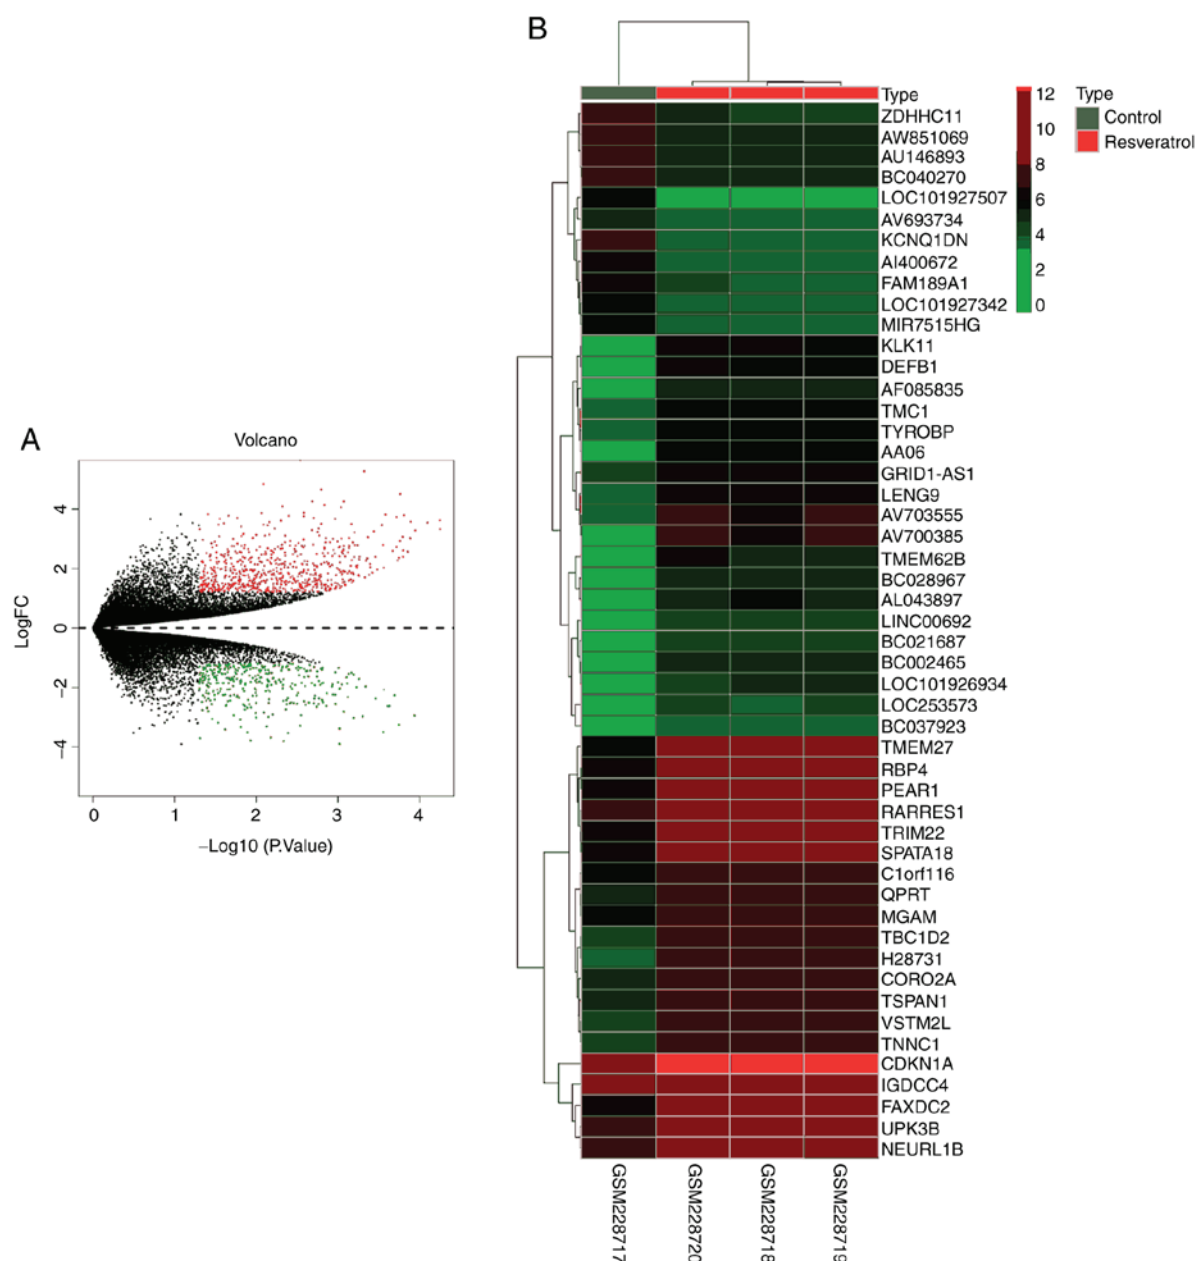 A
Volcano
4
2
0
−2
−4
LogFC
0
1
2
3
4
−Log10 (P.Value)
B
Type
ZDHHC11
AW851069
AU146893
BC040270
LOC101927507
AV693734
KCNQ1DN
AI400672
FAM189A1
LOC101927342
MIR7515HG
KLK11
DEFB1
AF085835
TMC1
TYROBP
AA06
GRID1-AS1
LENG9
AV703555
AV700385
TMEM62B
BC028967
AL043897
LINC00692
BC021687
BC002465
LOC101926934
LOC253573
BC037923
TMEM27
RBP4
PEAR1
RARRES1
TRIM22
SPATA18
C1orf116
QPRT
MGAM
TBC1D2
H28731
CORO2A
TSPAN1
VSTM2L
TNNC1
CDKN1A
IGDCC4
FAXDC2
UPK3B
NEURL1B
GSM228717
GSM228720
GSM228718
GSM228719
12
10
8
6
4
2
0
Type
Control
Resveratrol